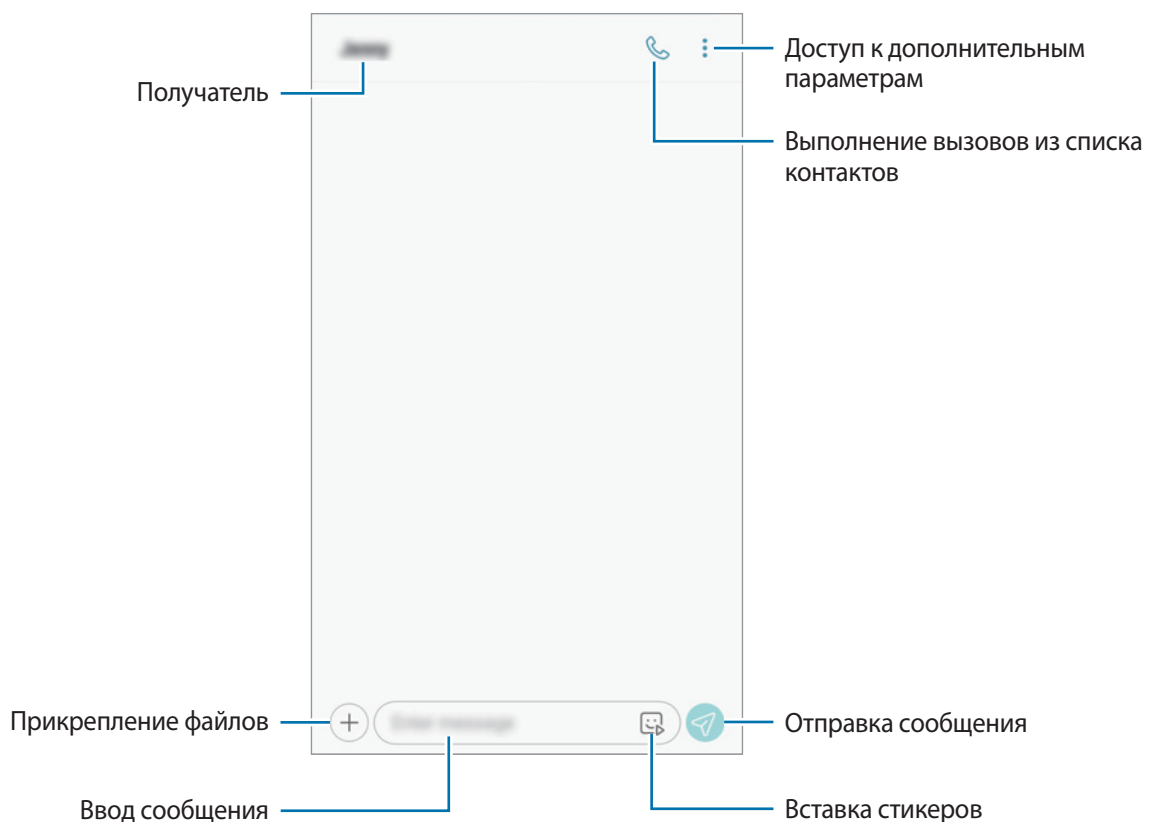 Доступ к дополнительным
параметрам
Получатель
Выполнение вызовов из списка
контактов
Прикрепление файлов
Отправка сообщения
Ввод сообщения
Вставка стикеров